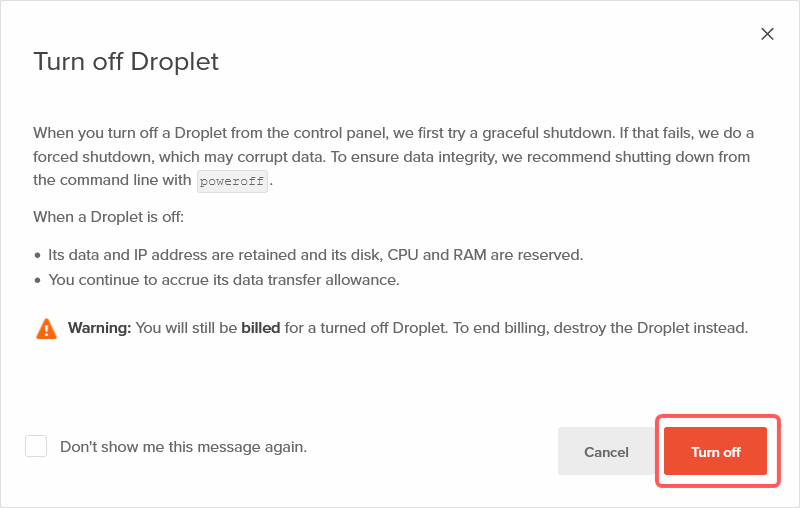 Turn off Droplet
When you turn off a Droplet from the control panel, we first try a graceful shutdown. If that fails, we do a
forced shutdown, which may corrupt data. To ensure data integrity, we recommend shutting down from
the command line with poweroff.
When a Droplet is off:
• Its data and IP address are retained and its disk, CPU and RAM are reserved.
• You continue to accrue its data transfer allowance.
Warning: You will still be billed for a turned off Droplet. To end billing, destroy the Droplet instead.
Don't show me this message again.
Cancel
Turn off